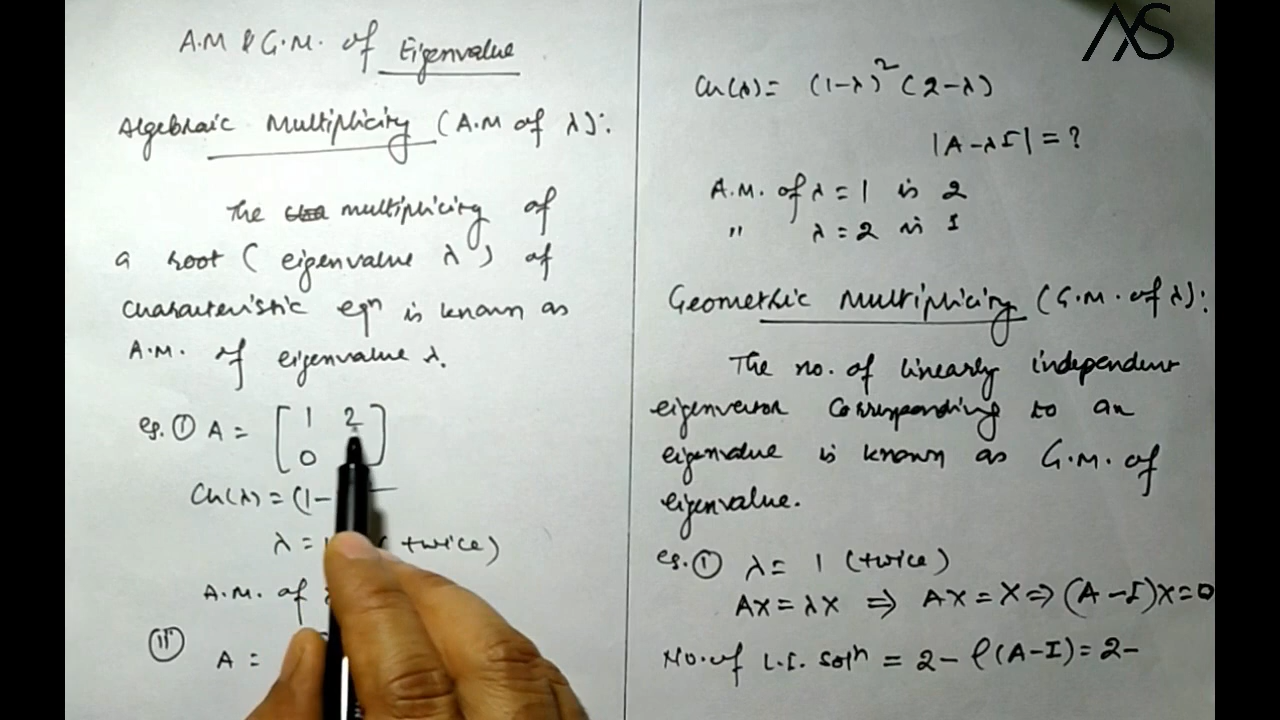 A.M & G.M. of Eigenvalue
Algebraic Multiplicity (A.M of λ):
The multiplicity of
a root ( eigenvalue λ ) of
characteristic eqⁿ is known as
A.M. of eigenvalue λ.
eg. ① A = [ 1 2
0 ]
Ch(λ) = (1-
λ = ( twice )
A.M. of
ii A =
NS
Ch(λ) = (1-λ)² (2-λ)
|A-λI| = ?
A.M. of λ = 1 is 2
" λ = 2 is 1
Geometric Multiplicity (G.M. of λ):
The no. of linearly independent
eigenvector corresponding to an
eigenvalue is known as G.M. of
eigenvalue.
eg. ① λ = 1 (twice)
AX = λX ⇒ AX = X ⇒ (A-I)X = 0
No. of L.I. solⁿ = 2 - ρ(A-I) = 2-